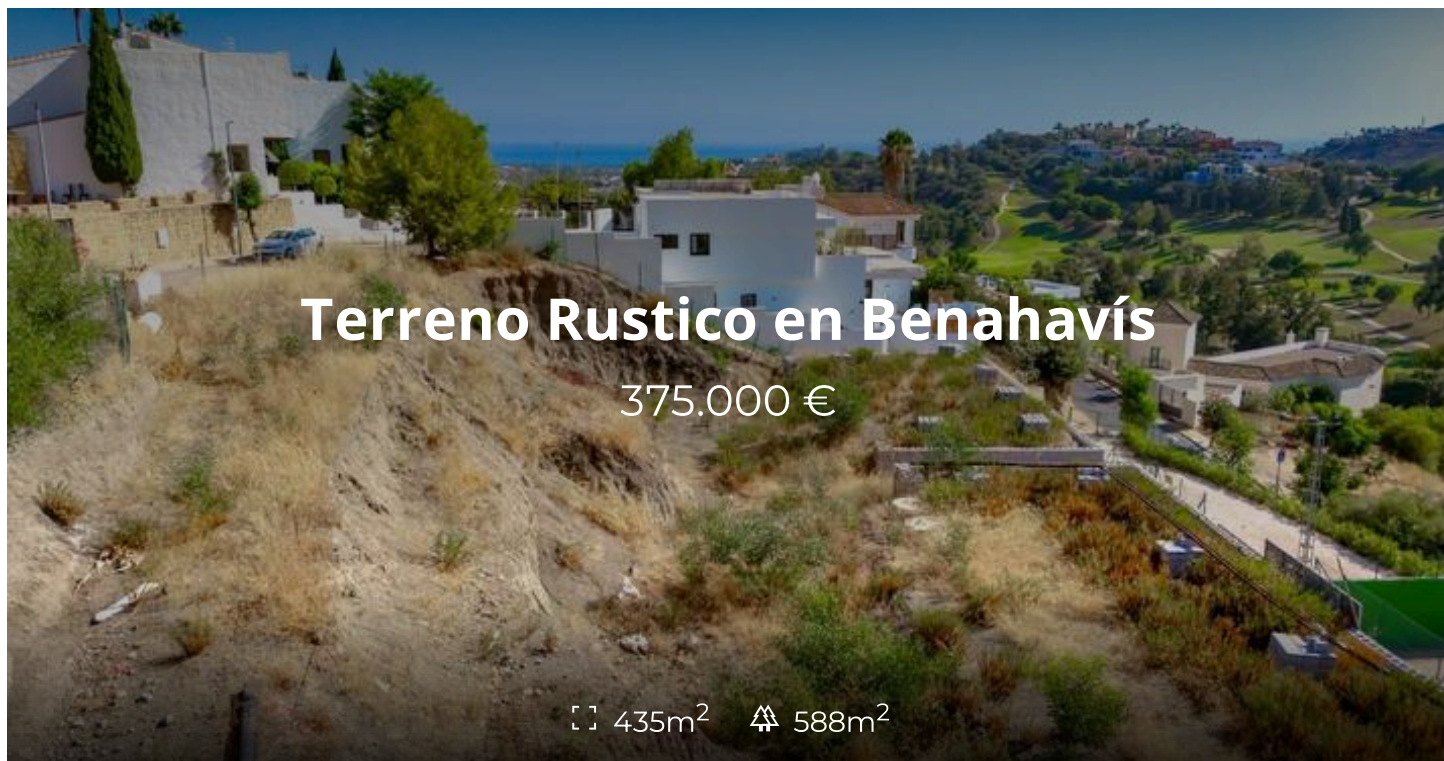 Terreno Rustico en Benahavís
375.000 €
435m² 588m²